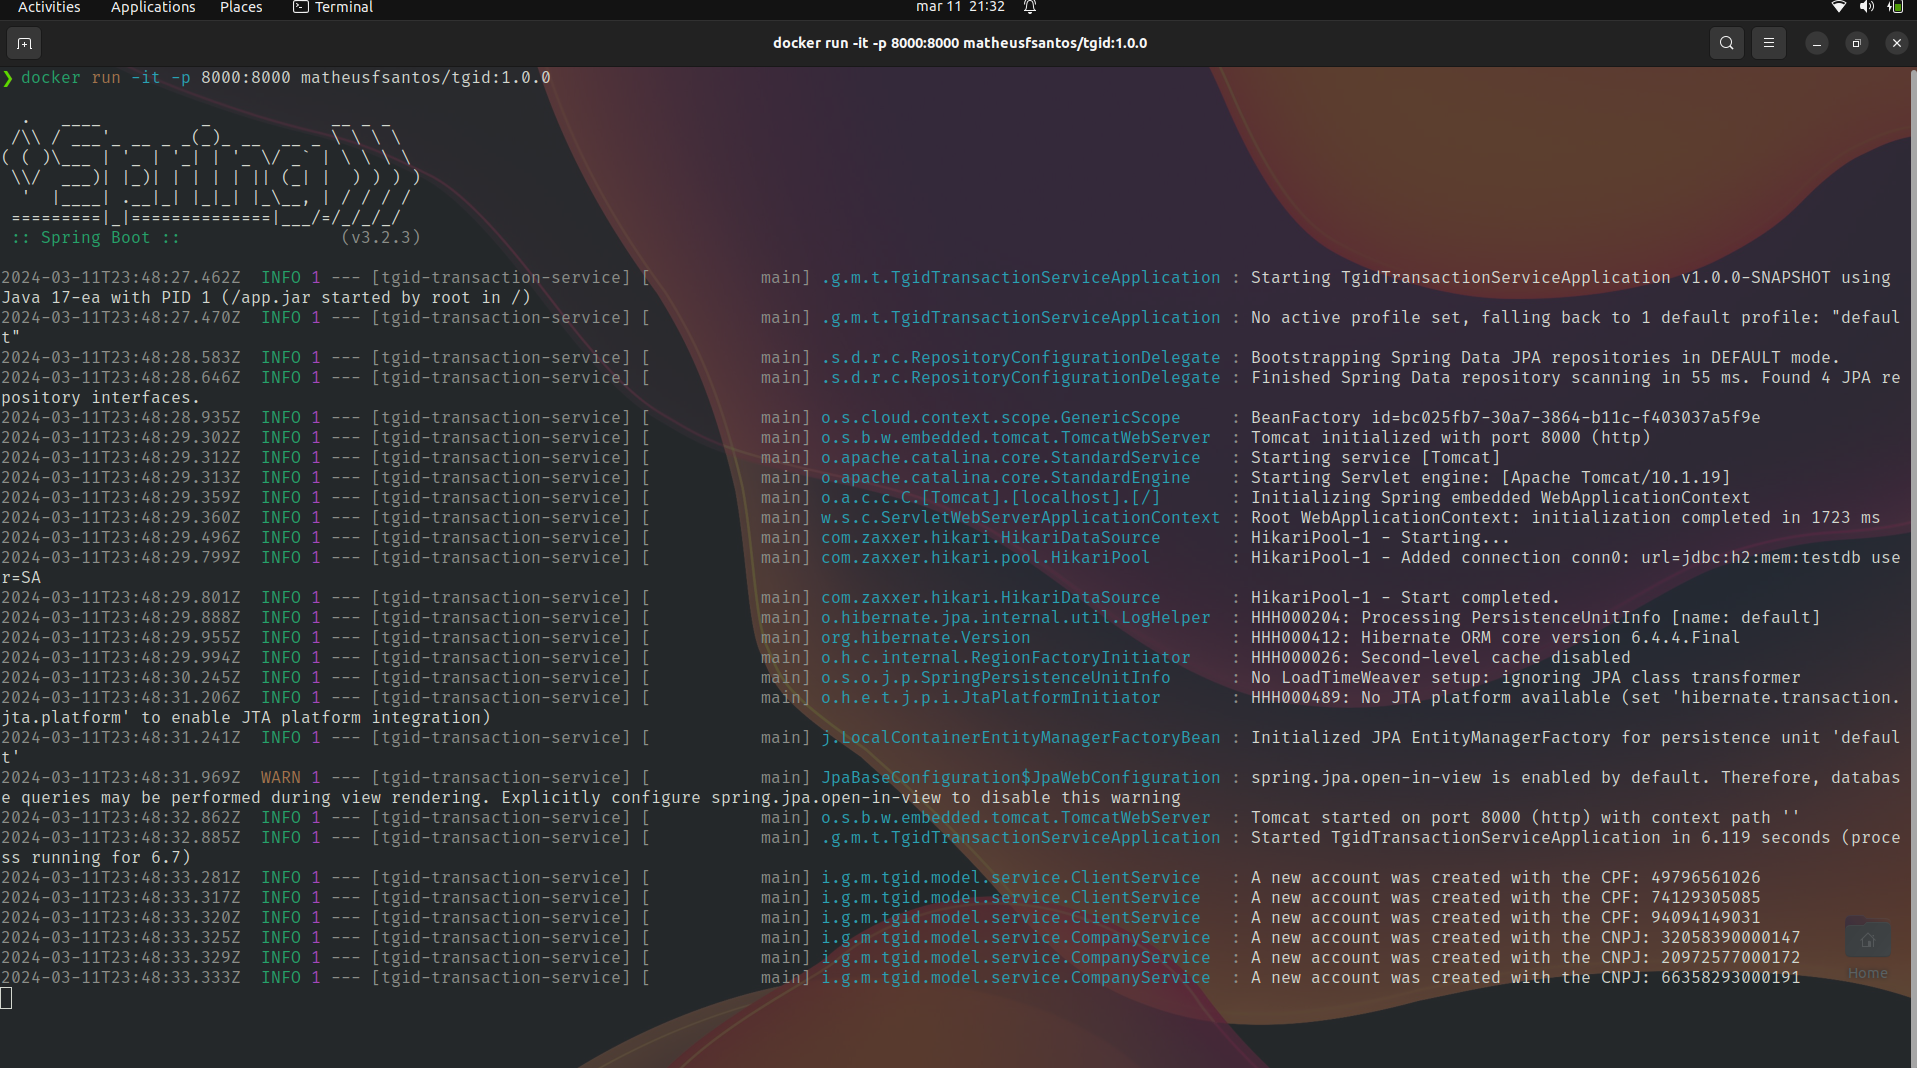 Activities Applications Places Terminal mar 11 21:32
docker run -it -p 8000:8000 matheusfsantos/tgid:1.0.0
❯ docker run -it -p 8000:8000 matheusfsantos/tgid:1.0.0
  .   ____          _            __ _ _
 /\\ / ___'_ __ _ _(_)_ __  __ _ \ \ \ \
( ( )\___ | '_ | '_| | '_ \/ _` | \ \ \ \
 \\/  ___)| |_)| | | | | || (_| |  ) ) ) )
  '  |____| .__|_| |_|_| |_\__, | / / / /
 =========|_|==============|___/=/_/_/_/
 :: Spring Boot ::                (v3.2.3)
2024-03-11T23:48:27.462Z  INFO 1 --- [tgid-transaction-service] [           main] .g.m.t.TgidTransactionServiceApplication : Starting TgidTransactionServiceApplication v1.0.0-SNAPSHOT using
Java 17-ea with PID 1 (/app.jar started by root in /)
2024-03-11T23:48:27.470Z  INFO 1 --- [tgid-transaction-service] [           main] .g.m.t.TgidTransactionServiceApplication : No active profile set, falling back to 1 default profile: "defaul
t"
2024-03-11T23:48:28.583Z  INFO 1 --- [tgid-transaction-service] [           main] .s.d.r.c.RepositoryConfigurationDelegate : Bootstrapping Spring Data JPA repositories in DEFAULT mode.
2024-03-11T23:48:28.646Z  INFO 1 --- [tgid-transaction-service] [           main] .s.d.r.c.RepositoryConfigurationDelegate : Finished Spring Data repository scanning in 55 ms. Found 4 JPA re
pository interfaces.
2024-03-11T23:48:28.935Z  INFO 1 --- [tgid-transaction-service] [           main] o.s.cloud.context.scope.GenericScope     : BeanFactory id=bc025fb7-30a7-3864-b11c-f403037a5f9e
2024-03-11T23:48:29.302Z  INFO 1 --- [tgid-transaction-service] [           main] o.s.b.w.embedded.tomcat.TomcatWebServer  : Tomcat initialized with port 8000 (http)
2024-03-11T23:48:29.312Z  INFO 1 --- [tgid-transaction-service] [           main] o.apache.catalina.core.StandardService   : Starting service [Tomcat]
2024-03-11T23:48:29.313Z  INFO 1 --- [tgid-transaction-service] [           main] o.apache.catalina.core.StandardEngine    : Starting Servlet engine: [Apache Tomcat/10.1.19]
2024-03-11T23:48:29.359Z  INFO 1 --- [tgid-transaction-service] [           main] o.a.c.c.C.[Tomcat].[localhost].[/]       : Initializing Spring embedded WebApplicationContext
2024-03-11T23:48:29.360Z  INFO 1 --- [tgid-transaction-service] [           main] w.s.c.ServletWebServerApplicationContext : Root WebApplicationContext: initialization completed in 1723 ms
2024-03-11T23:48:29.496Z  INFO 1 --- [tgid-transaction-service] [           main] com.zaxxer.hikari.HikariDataSource       : HikariPool-1 - Starting...
2024-03-11T23:48:29.799Z  INFO 1 --- [tgid-transaction-service] [           main] com.zaxxer.hikari.pool.HikariPool        : HikariPool-1 - Added connection conn0: url=jdbc:h2:mem:testdb use
r=SA
2024-03-11T23:48:29.801Z  INFO 1 --- [tgid-transaction-service] [           main] com.zaxxer.hikari.HikariDataSource       : HikariPool-1 - Start completed.
2024-03-11T23:48:29.888Z  INFO 1 --- [tgid-transaction-service] [           main] o.hibernate.jpa.internal.util.LogHelper  : HHH000204: Processing PersistenceUnitInfo [name: default]
2024-03-11T23:48:29.955Z  INFO 1 --- [tgid-transaction-service] [           main] org.hibernate.Version                    : HHH000412: Hibernate ORM core version 6.4.4.Final
2024-03-11T23:48:29.994Z  INFO 1 --- [tgid-transaction-service] [           main] o.h.c.internal.RegionFactoryInitiator    : HHH000026: Second-level cache disabled
2024-03-11T23:48:30.245Z  INFO 1 --- [tgid-transaction-service] [           main] o.s.o.j.p.SpringPersistenceUnitInfo      : No LoadTimeWeaver setup: ignoring JPA class transformer
2024-03-11T23:48:31.206Z  INFO 1 --- [tgid-transaction-service] [           main] o.h.e.t.j.p.i.JtaPlatformInitiator       : HHH000489: No JTA platform available (set 'hibernate.transaction.
jta.platform' to enable JTA platform integration)
2024-03-11T23:48:31.241Z  INFO 1 --- [tgid-transaction-service] [           main] j.LocalContainerEntityManagerFactoryBean : Initialized JPA EntityManagerFactory for persistence unit 'defaul
t'
2024-03-11T23:48:31.969Z  WARN 1 --- [tgid-transaction-service] [           main] JpaBaseConfiguration$JpaWebConfiguration : spring.jpa.open-in-view is enabled by default. Therefore, databas
e queries may be performed during view rendering. Explicitly configure spring.jpa.open-in-view to disable this warning
2024-03-11T23:48:32.862Z  INFO 1 --- [tgid-transaction-service] [           main] o.s.b.w.embedded.tomcat.TomcatWebServer  : Tomcat started on port 8000 (http) with context path ''
2024-03-11T23:48:32.885Z  INFO 1 --- [tgid-transaction-service] [           main] .g.m.t.TgidTransactionServiceApplication : Started TgidTransactionServiceApplication in 6.119 seconds (proce
ss running for 6.7)
2024-03-11T23:48:33.281Z  INFO 1 --- [tgid-transaction-service] [           main] i.g.m.tgid.model.service.ClientService   : A new account was created with the CPF: 49796561026
2024-03-11T23:48:33.317Z  INFO 1 --- [tgid-transaction-service] [           main] i.g.m.tgid.model.service.ClientService   : A new account was created with the CPF: 74129305085
2024-03-11T23:48:33.320Z  INFO 1 --- [tgid-transaction-service] [           main] i.g.m.tgid.model.service.ClientService   : A new account was created with the CPF: 94094149031
2024-03-11T23:48:33.325Z  INFO 1 --- [tgid-transaction-service] [           main] i.g.m.tgid.model.service.CompanyService  : A new account was created with the CNPJ: 32058390000147
2024-03-11T23:48:33.329Z  INFO 1 --- [tgid-transaction-service] [           main] i.g.m.tgid.model.service.CompanyService  : A new account was created with the CNPJ: 20972577000172
2024-03-11T23:48:33.333Z  INFO 1 --- [tgid-transaction-service] [           main] i.g.m.tgid.model.service.CompanyService  : A new account was created with the CNPJ: 66358293000191
Home